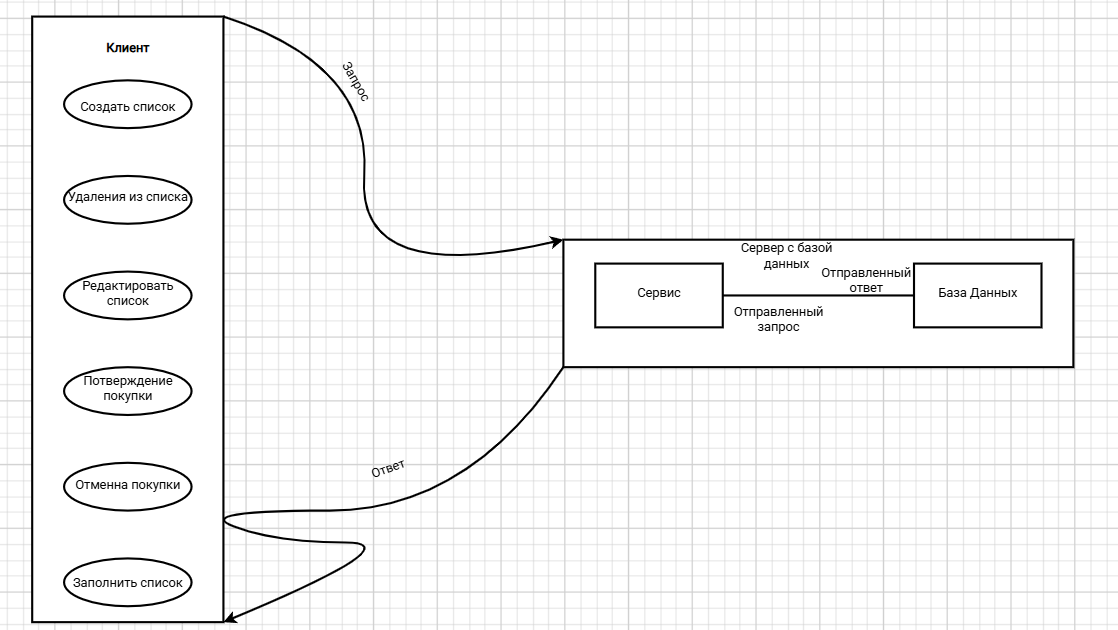 Клиент
Создать список
Удаления из списка
Редактировать
список
Потверждение
покупки
Отменна покупки
Заполнить список
Запрос
Ответ
Сервер с базой
данных
Сервис
Отправленный
ответ
Отправленный
запрос
База Данных